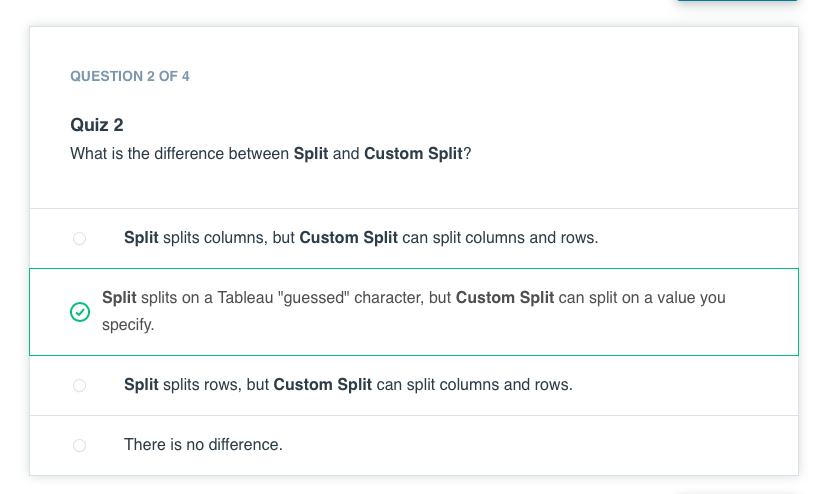 QUESTION 2 OF 4
Quiz 2
What is the difference between Split and Custom Split?
Split splits columns, but Custom Split can split columns and rows.
Split splits on a Tableau "guessed" character, but Custom Split can split on a value you
specify.
Split splits rows, but Custom Split can split columns and rows.
There is no difference.